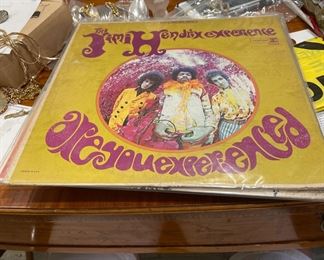 THE
Jimi Hendrix experience
are you experienced